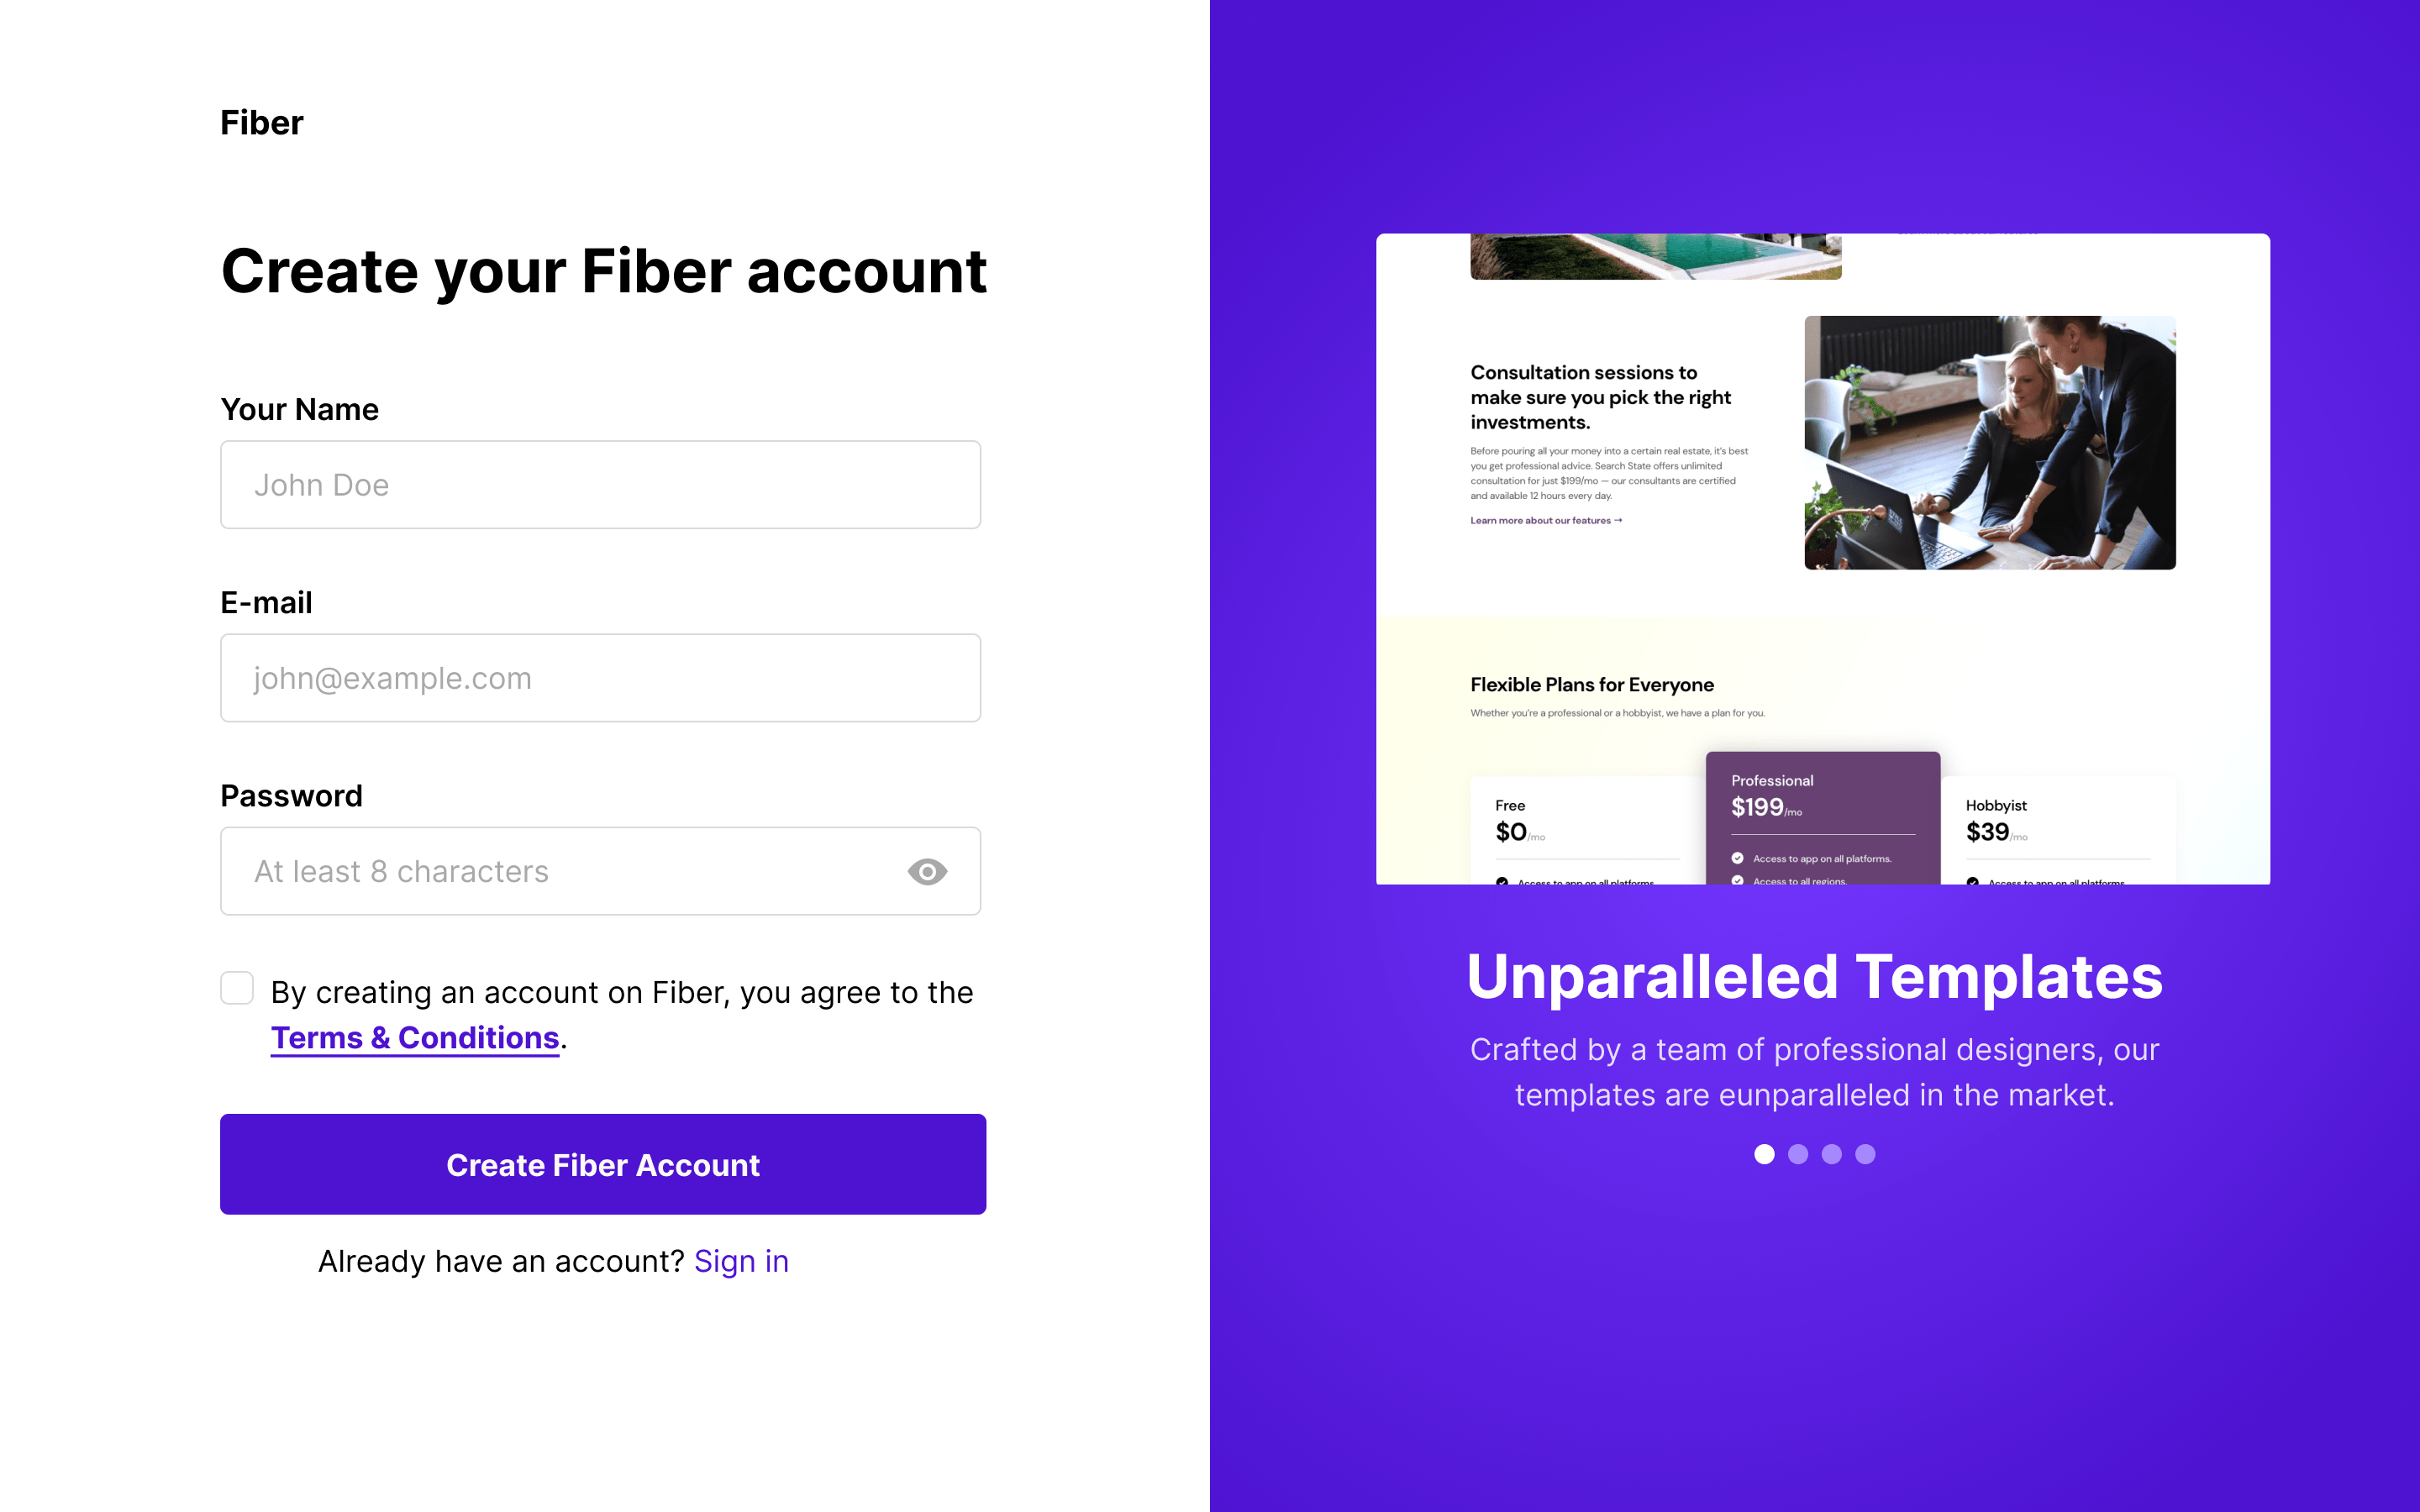 Fiber
Create your Fiber account
Your Name
John Doe
E-mail
john@example.com
Password
At least 8 characters
By creating an account on Fiber, you agree to the
Terms & Conditions.
Create Fiber Account
Already have an account? Sign in
Consultation sessions to
make sure you pick the right
investments.
Before pouring all your money into a certain real estate, it's best
you get professional advice. Search State offers unlimited
consultation for just $199/mo — our consultants are certified
and available 12 hours every day.
Learn more about our features →
Flexible Plans for Everyone
Whether you're a professional or a hobbyist, we have a plan for you.
Free
$0/mo
Access to app on all platforms.
Professional
$199/mo
Access to app on all platforms.
Access to all regions.
Hobbyist
$39/mo
Access to app on all platforms.
Unparalleled Templates
Crafted by a team of professional designers, our
templates are eunparalleled in the market.